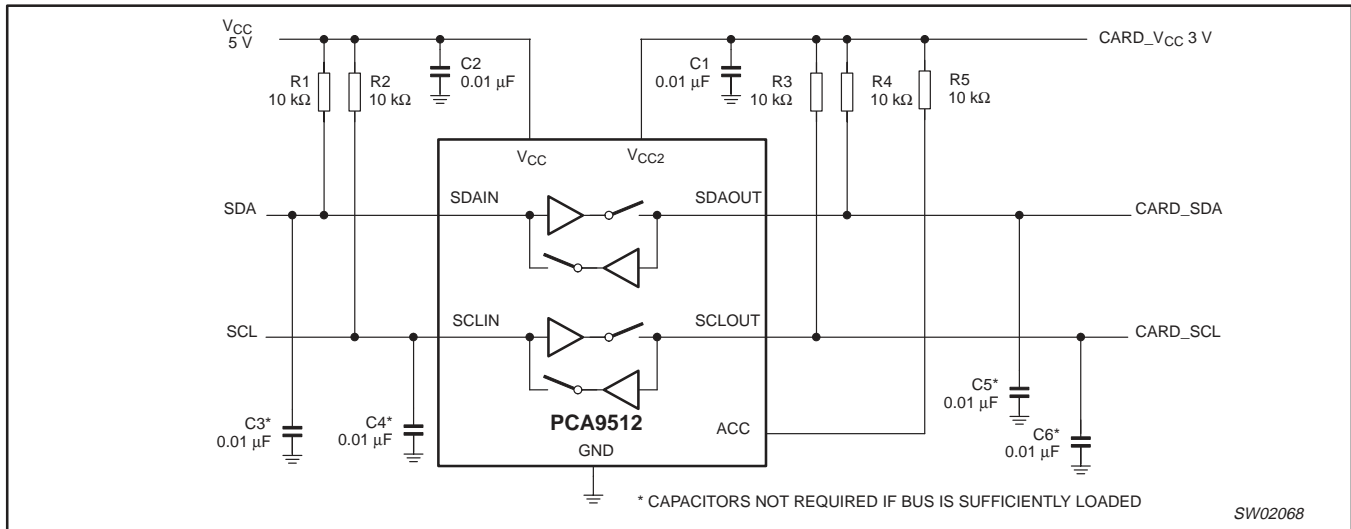 VCC
5 V
CARD_VCC 3 V
R1
10 kΩ
R2
10 kΩ
C2
0.01 µF
C1
0.01 µF
R3
10 kΩ
R4
10 kΩ
R5
10 kΩ
VCC
VCC2
SDA
SDAIN
SDAOUT
CARD_SDA
SCL
SCLIN
SCLOUT
CARD_SCL
C3*
0.01 µF
C4*
0.01 µF
PCA9512
ACC
GND
C5*
0.01 µF
C6*
0.01 µF
* CAPACITORS NOT REQUIRED IF BUS IS SUFFICIENTLY LOADED
SW02068